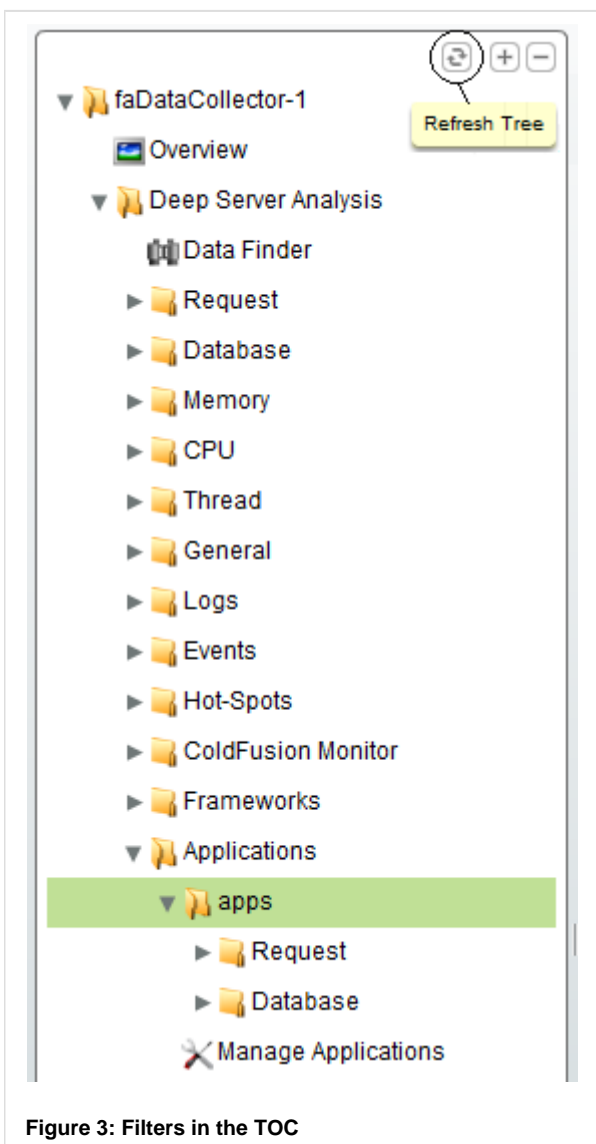 Refresh Tree
faDataCollector-1
Overview
Deep Server Analysis
Data Finder
Request
Database
Memory
CPU
Thread
General
Logs
Events
Hot-Spots
ColdFusion Monitor
Frameworks
Applications
apps
Request
Database
Manage Applications
Figure 3: Filters in the TOC